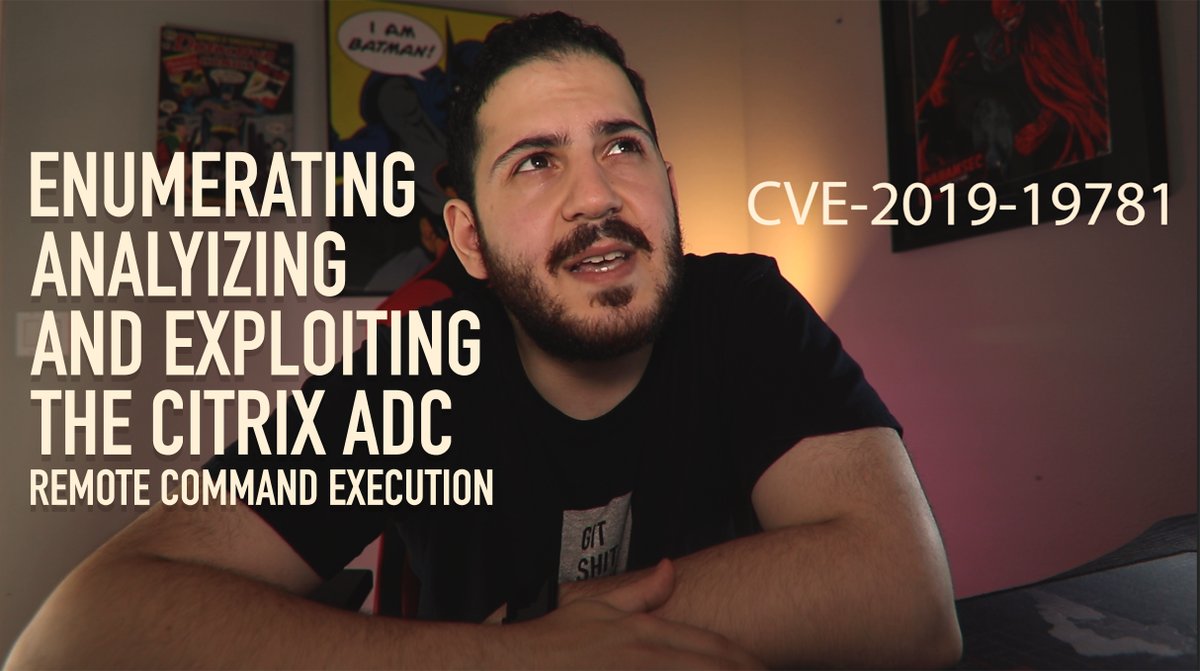 ENUMERATING
ANALYIZING
AND EXPLOITING
THE CITRIX ADC
REMOTE COMMAND EXECUTION
CVE-2019-19781
I AM
BATMAN!
GIT
SHIT